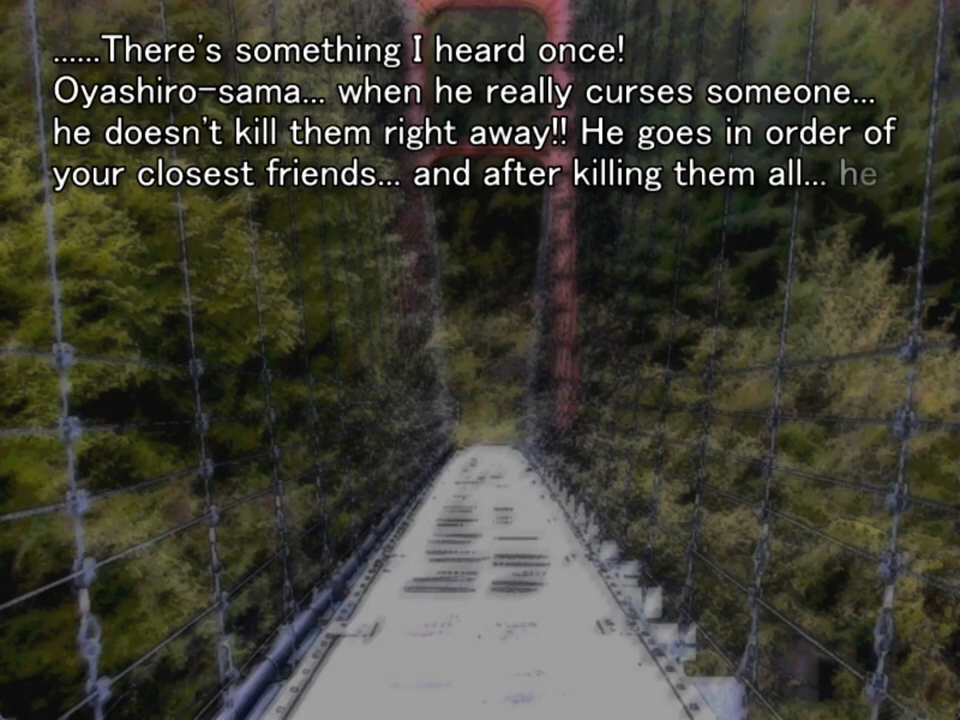 ......There's something I heard once!
Oyashiro-sama... when he really curses someone...
he doesn't kill them right away!! He goes in order of
your closest friends... and after killing them all... he